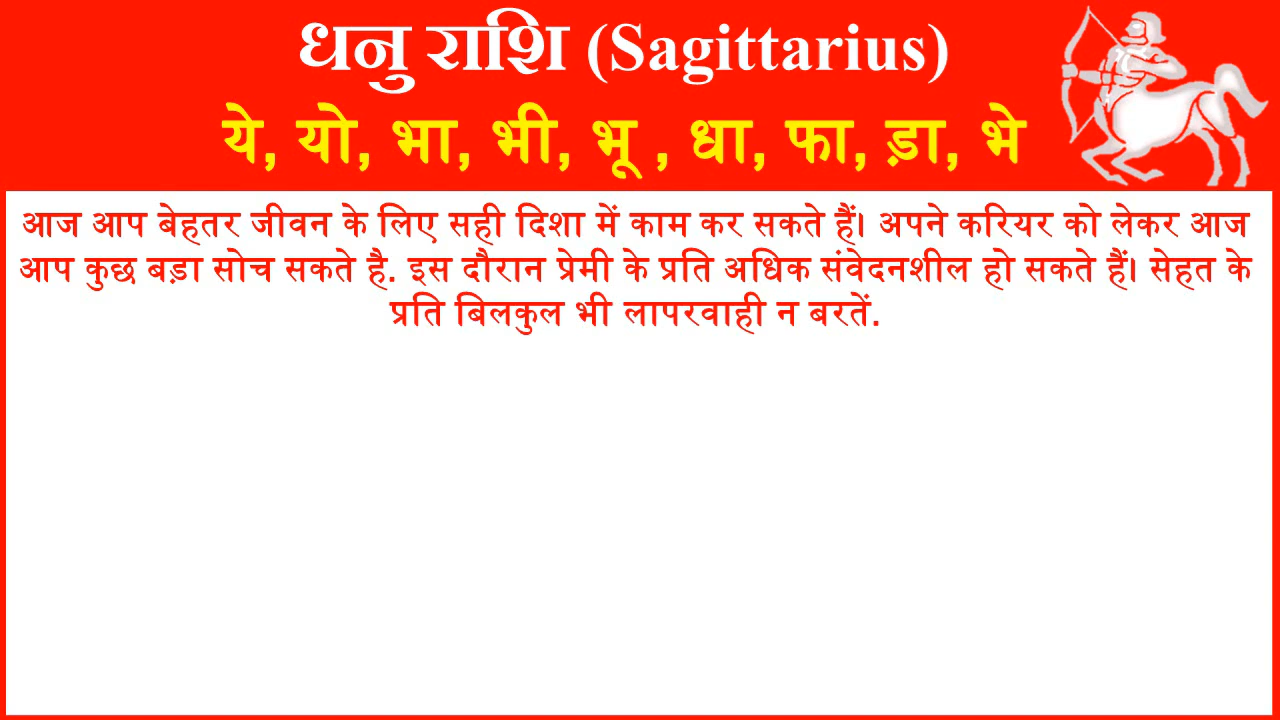 धनु राशि (Sagittarius)
ये, यो, भा, भी, भू , धा, फा, ड़ा, भे
आज आप बेहतर जीवन के लिए सही दिशा में काम कर सकते हैं। अपने करियर को लेकर आज
आप कुछ बड़ा सोच सकते है. इस दौरान प्रेमी के प्रति अधिक संवेदनशील हो सकते हैं। सेहत के
प्रति बिलकुल भी लापरवाही न बरतें.